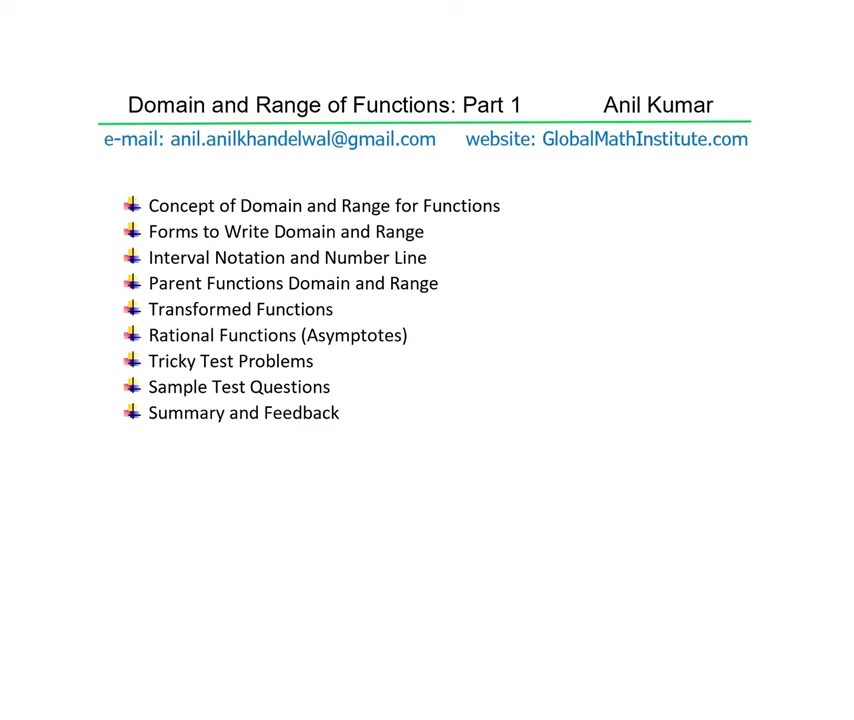 Domain and Range of Functions: Part 1 Anil Kumar
e-mail: anil.anilkhandelwal@gmail.com website: GlobalMathInstitute.com
Concept of Domain and Range for Functions
Forms to Write Domain and Range
Interval Notation and Number Line
Parent Functions Domain and Range
Transformed Functions
Rational Functions (Asymptotes)
Tricky Test Problems
Sample Test Questions
Summary and Feedback